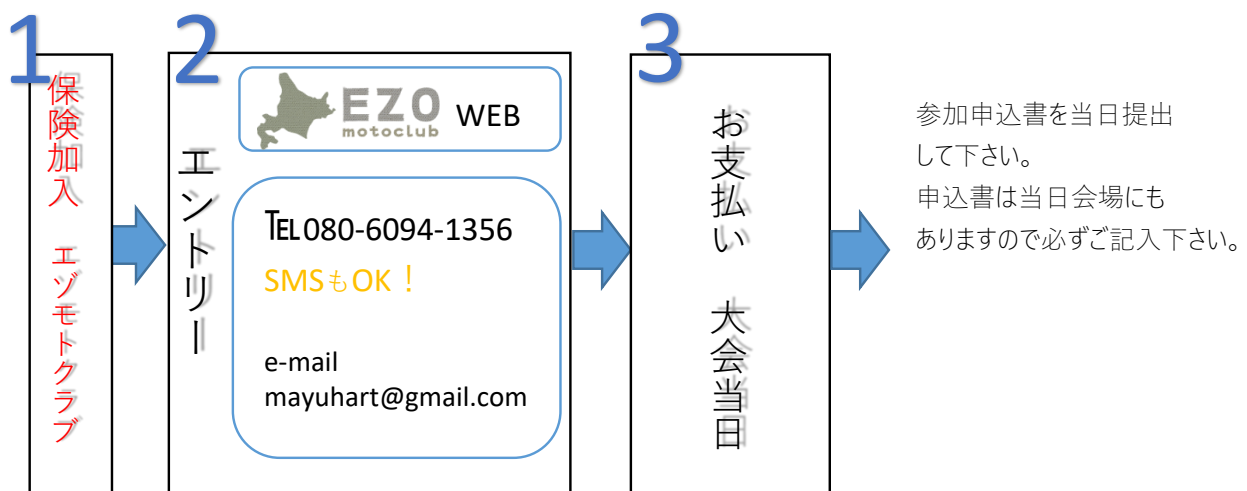 1
保険加入　エゾモトクラブ
2
エントリー
EZO
motoclub
WEB
℡080-6094-1356
SMSもOK！
e-mail
mayuhart@gmail.com
3
お支払い　大会当日
参加申込書を当日提出
して下さい。
申込書は当日会場にも
ありますので必ずご記入下さい。